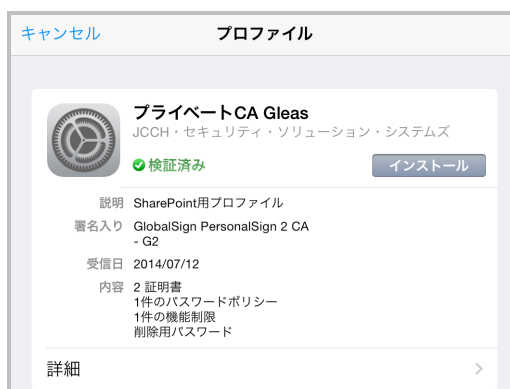 キャンセル プロファイル
プライベートCA Gleas
JCCH・セキュリティ・ソリューション・システムズ
検証済み インストール
説明 SharePoint用プロファイル
署名入り GlobalSign PersonalSign 2 CA
- G2
受信日 2014/07/12
内容 2 証明書
1件のパスワードポリシー
1件の機能制限
削除用パスワード
詳細